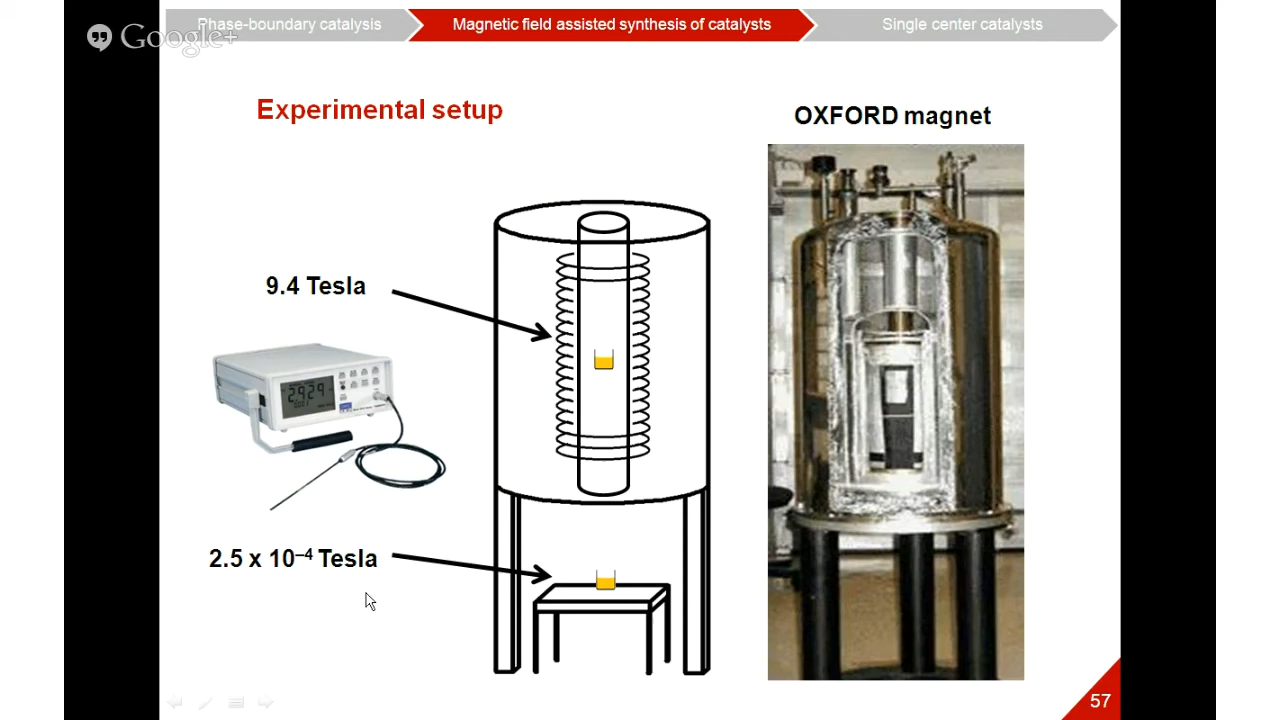 Google+
Phase-boundary catalysis
Magnetic field assisted synthesis of catalysts
Single center catalysts
Experimental setup
OXFORD magnet
9.4 Tesla
2.5 x 10⁻⁴ Tesla
57